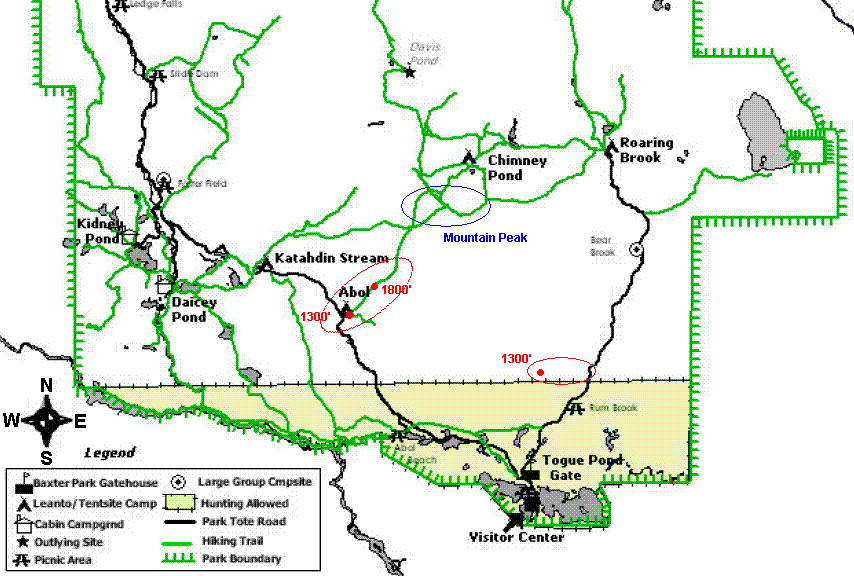 Ledge Falls
Davis
Pond
Slide Dam
Roaring
Brook
Chimney
Pond
Foster Field
Kidney
Pond
Mountain Peak
Bear
Brook
Katahdin Stream
Abol
1800'
Daicey
Pond
1300'
1300'
N
W E
S
Rum Brook
Abol
Beach
Togue Pond
Gate
Visitor Center
Legend
Baxter Park Gatehouse
Large Group Cmpsite
Leanto/Tentsite Camp
Hunting Allowed
Cabin Campgrnd
Park Tote Road
Outlying Site
Hiking Trail
Picnic Area
Park Boundary